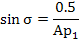 sin σ = 0.5 / Ap₁